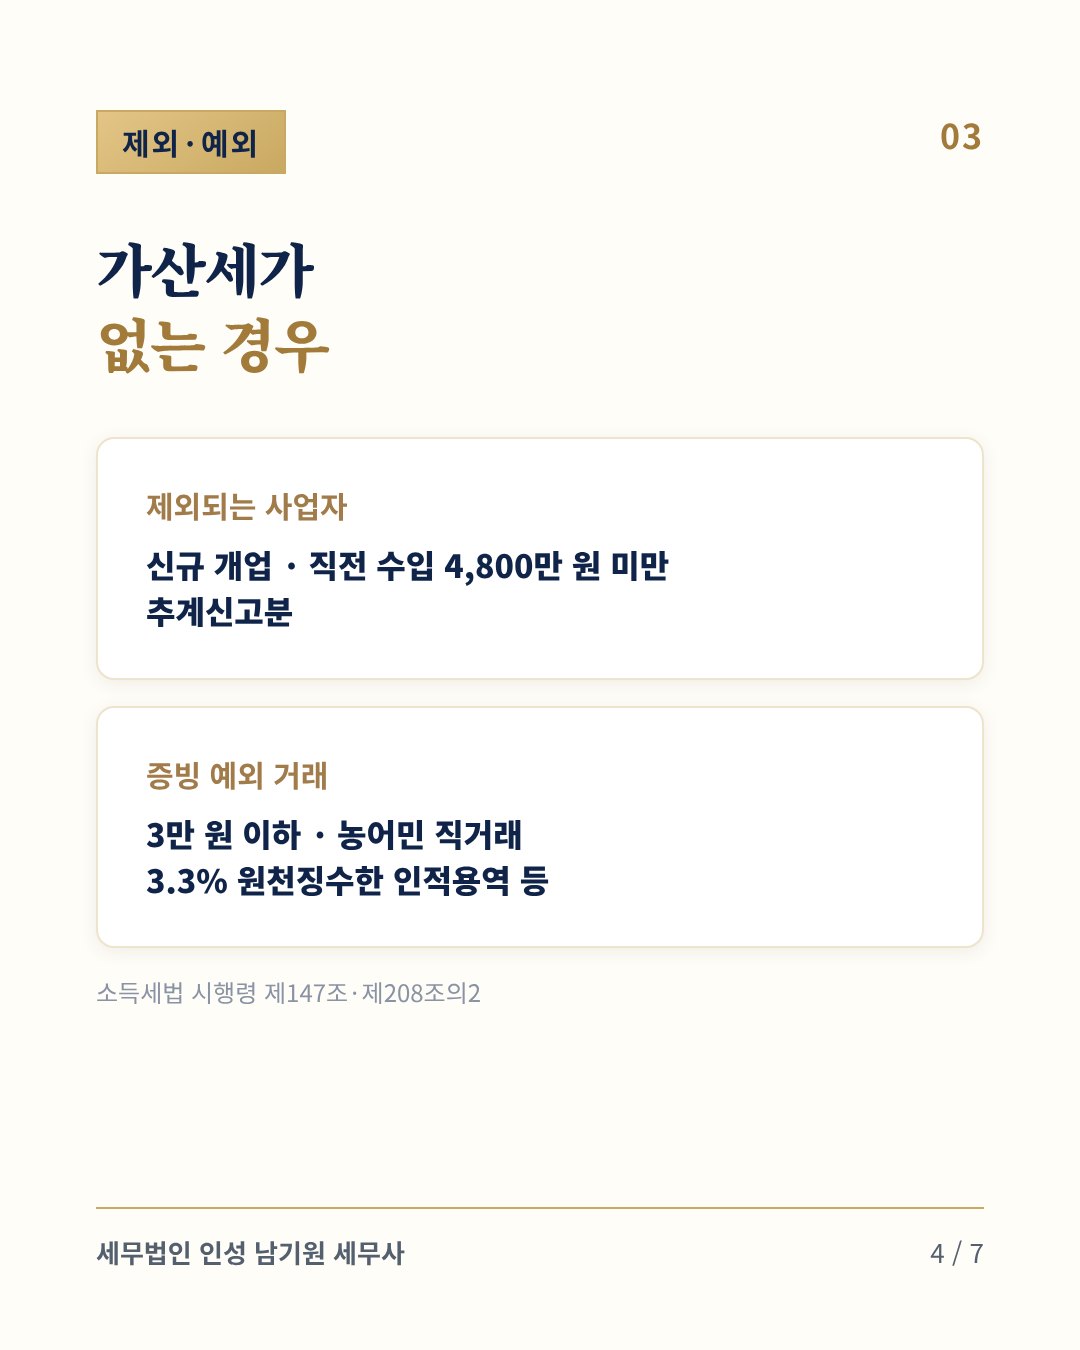 제외·예외
03
가산세가
없는 경우
제외되는 사업자
신규 개업 · 직전 수입 4,800만 원 미만
추계신고분
증빙 예외 거래
3만 원 이하 · 농어민 직거래
3.3% 원천징수한 인적용역 등
소득세법 시행령 제147조·제208조의2
세무법인 인성 남기원 세무사
4 / 7